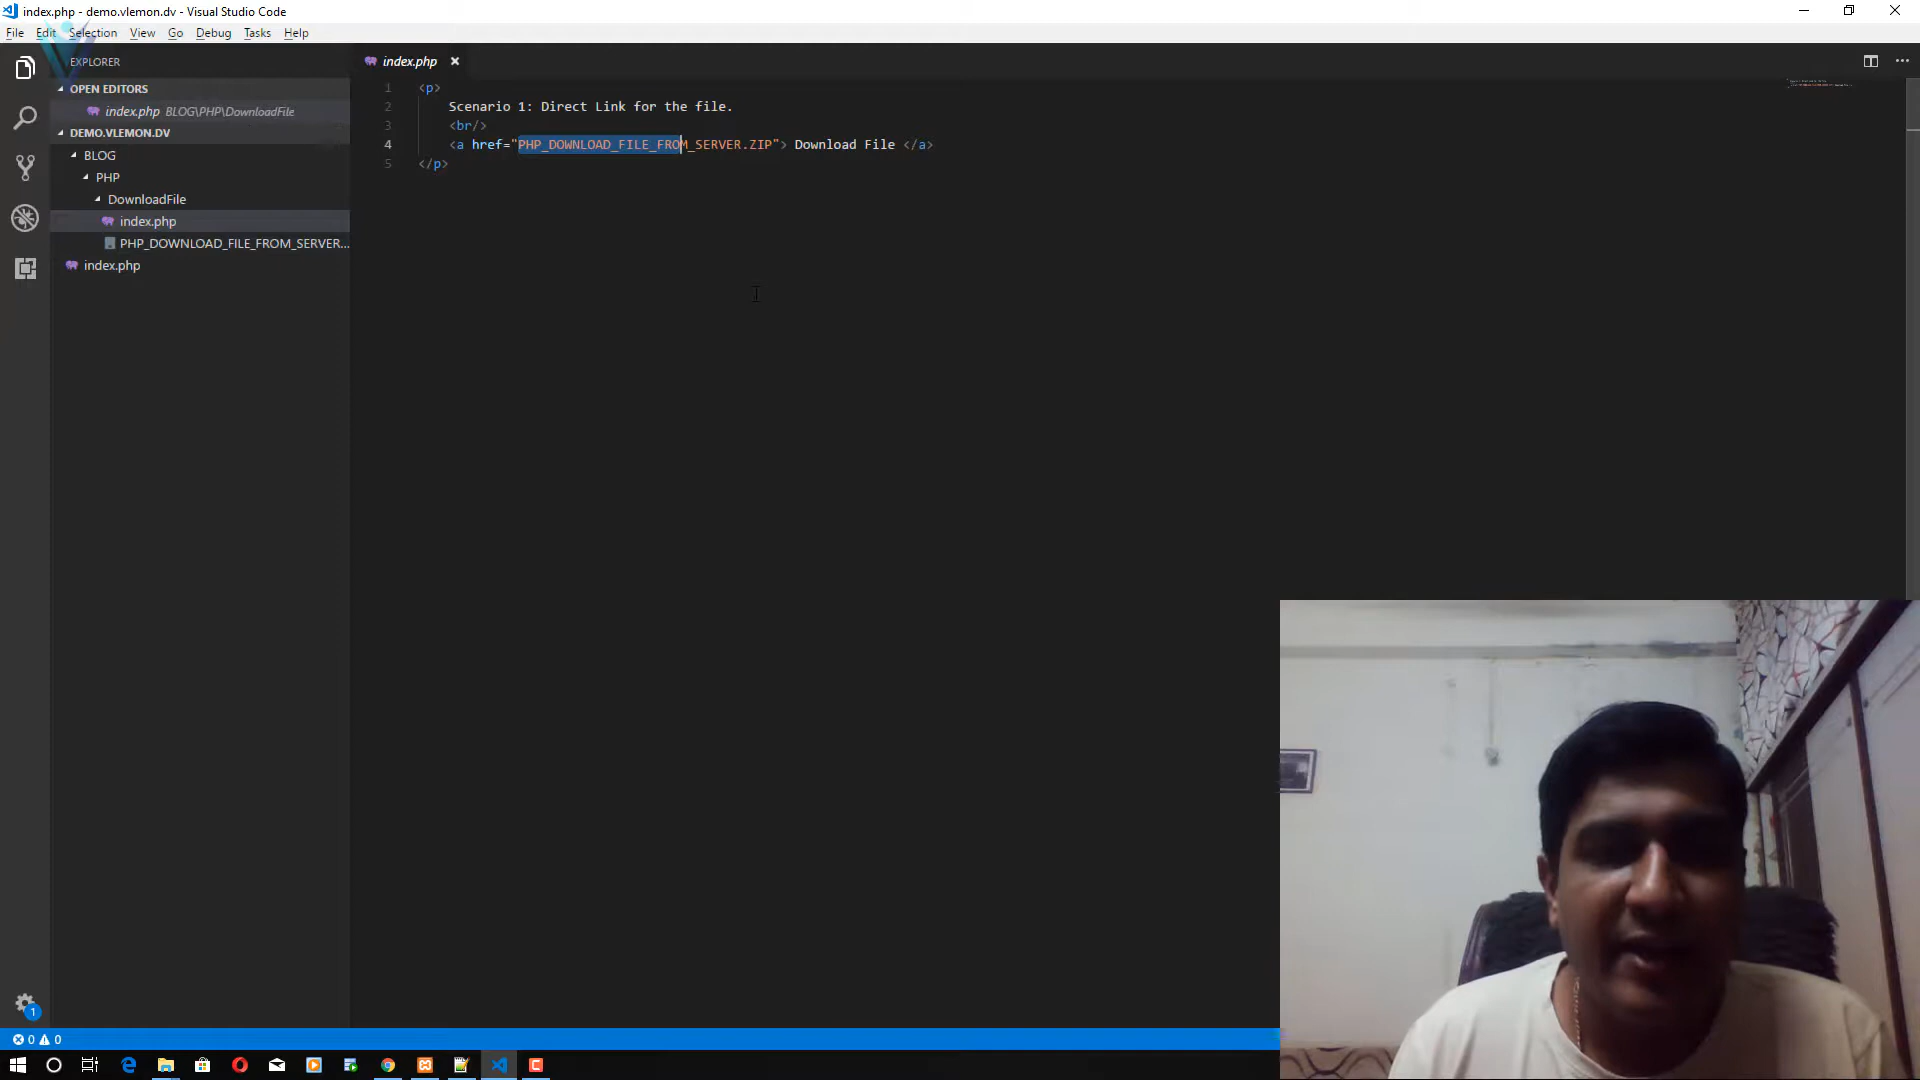 index.php - demo.vlemon.dv - Visual Studio Code
File Edit Selection View Go Debug Tasks Help
EXPLORER
OPEN EDITORS
index.php BLOG\PHP\DownloadFile
DEMO.VLEMON.DV
BLOG
PHP
DownloadFile
index.php
PHP_DOWNLOAD_FILE_FROM_SERVER...
index.php
1
index.php
1 <p>
2 Scenario 1: Direct Link for the file.
3 <br/>
4 <a href="PHP_DOWNLOAD_FILE_FROM_SERVER.ZIP"> Download File </a>
5 </p>
0 0